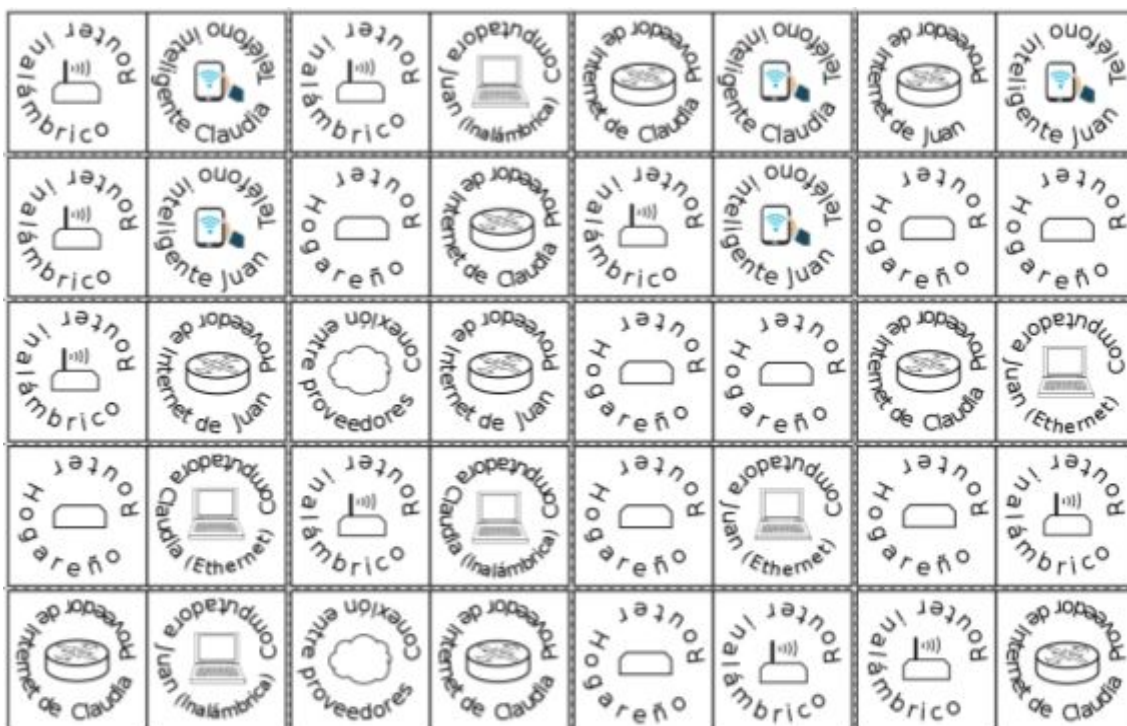 Router inalámbrico
Teléfono inteligente Claudia
Router inalámbrico
Computadora Juan (Inalámbrica)
Proveedor de Internet de Claudia
Teléfono inteligente Claudia
Proveedor de Internet de Juan
Teléfono inteligente Juan
Router inalámbrico
Teléfono inteligente Juan
Router Hogareño
Proveedor de Internet de Claudia
Router inalámbrico
Teléfono inteligente Juan
Router Hogareño
Router Hogareño
Router inalámbrico
Proveedor de Internet de Juan
Conexión entre proveedores
Proveedor de Internet de Juan
Router Hogareño
Router Hogareño
Proveedor de Internet de Claudia
Computadora Juan (Ethernet)
Router Hogareño
Computadora Claudia (Ethernet)
Router inalámbrico
Computadora Claudia (Inalámbrica)
Router Hogareño
Computadora Juan (Ethernet)
Router Hogareño
Router inalámbrico
Proveedor de Internet de Claudia
Computadora Juan (Inalámbrica)
Conexión entre proveedores
Proveedor de Internet de Claudia
Router Hogareño
Router inalámbrico
Router inalámbrico
Proveedor de Internet de Claudia